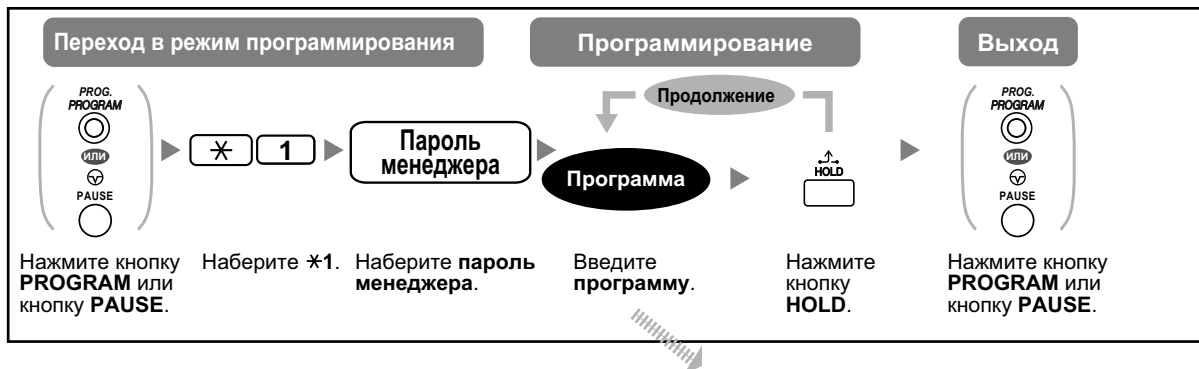 Переход в режим программирования
Программирование
Выход
PROG.
PROGRAM
ИЛИ
PAUSE
✳ 1
Пароль
менеджера
Продолжение
Программа
HOLD
PROG.
PROGRAM
ИЛИ
PAUSE
Нажмите кнопку
PROGRAM или
кнопку PAUSE.
Наберите ✳1.
Наберите пароль
менеджера.
Введите
программу.
Нажмите
кнопку
HOLD.
Нажмите кнопку
PROGRAM или
кнопку PAUSE.